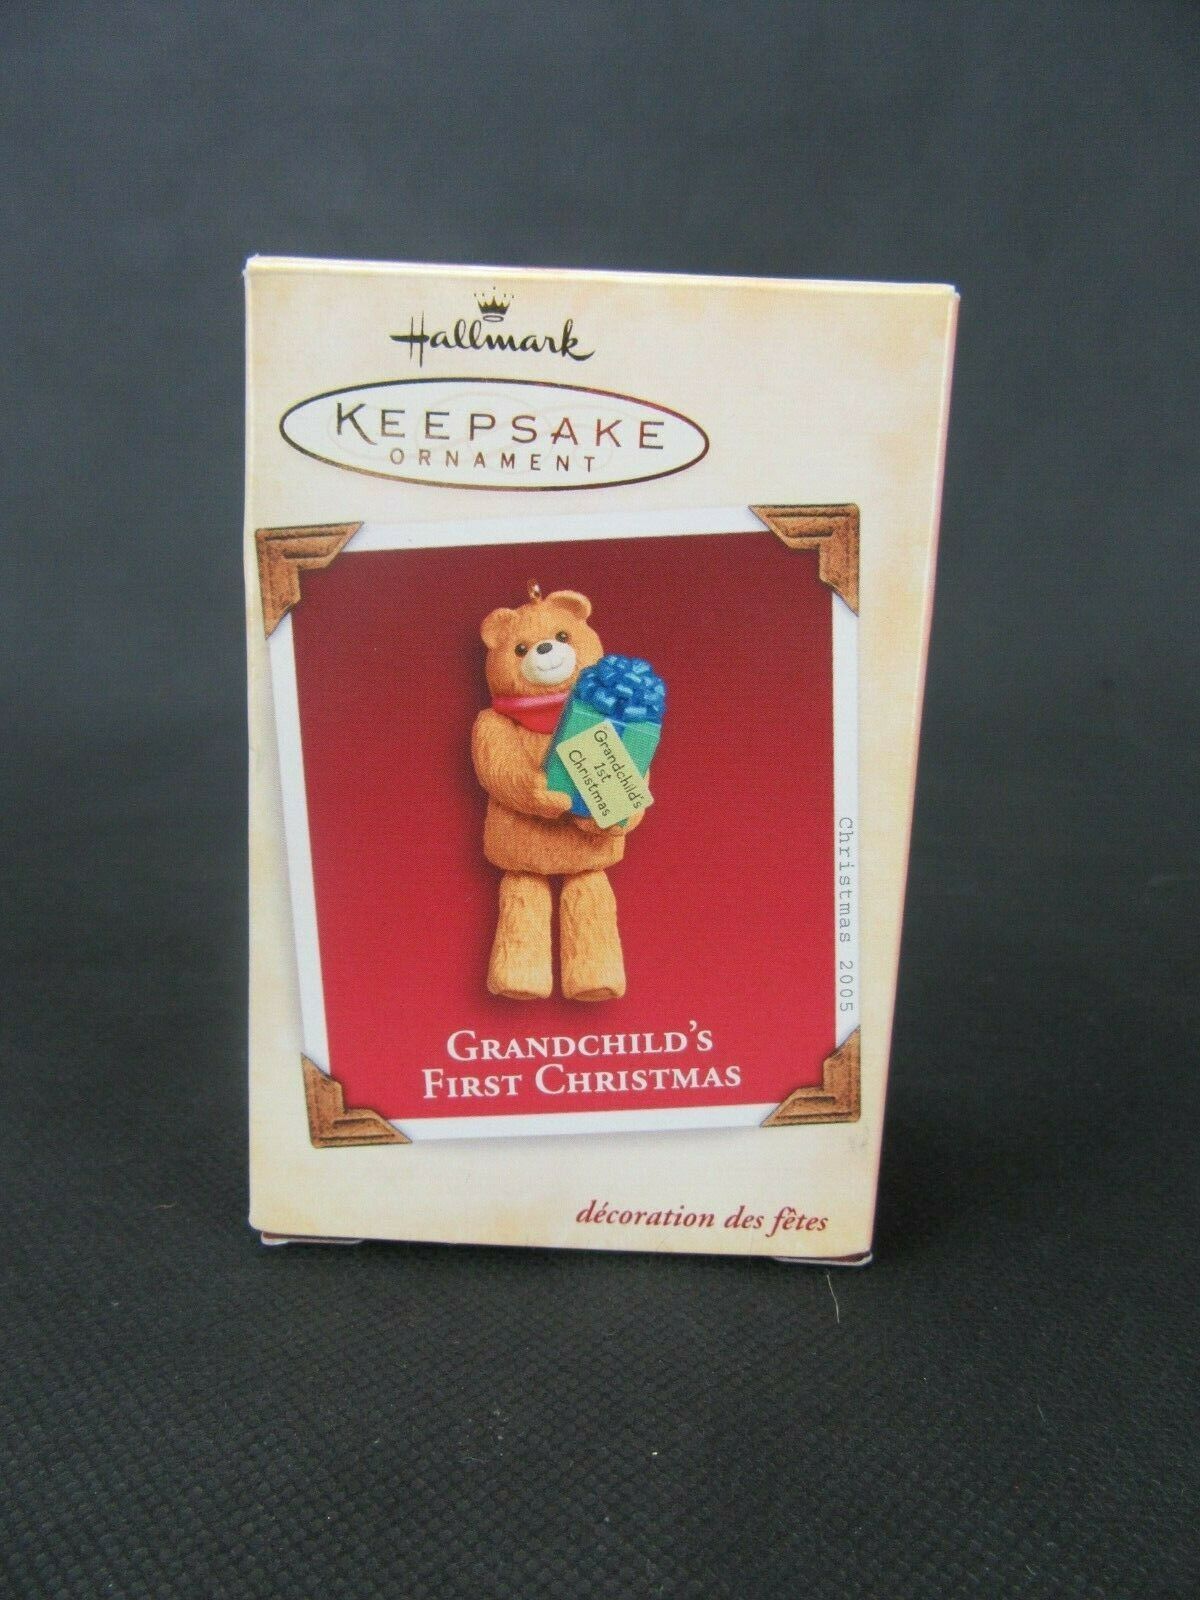 Hallmark
KEEPSAKE
ORNAMENT
Grandchild's
1st
Christmas
Christmas 2005
GRANDCHILD'S
FIRST CHRISTMAS
décoration des fêtes